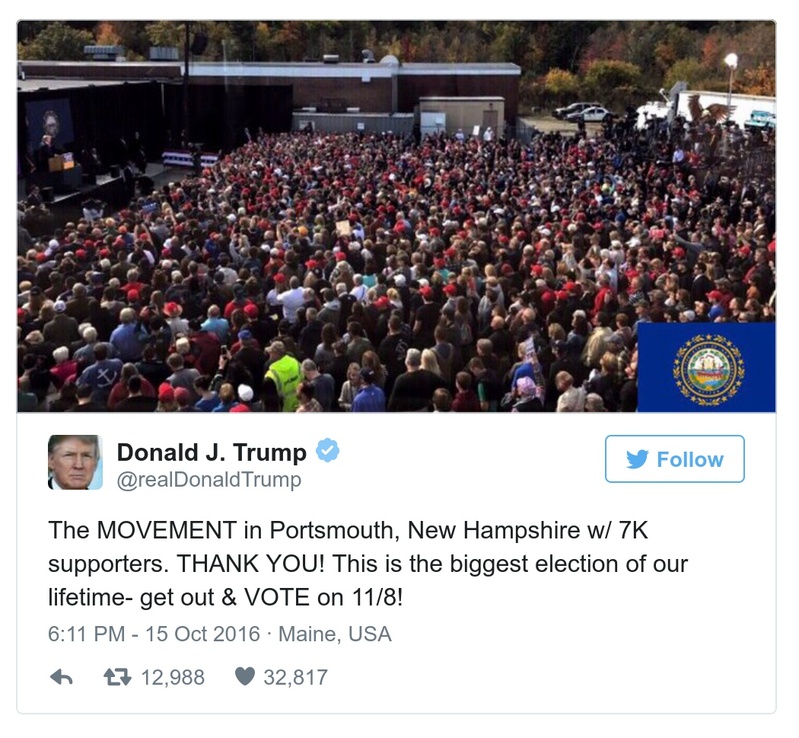 Donald J. Trump
@realDonaldTrump
Follow
The MOVEMENT in Portsmouth, New Hampshire w/ 7K
supporters. THANK YOU! This is the biggest election of our
lifetime- get out & VOTE on 11/8!
6:11 PM - 15 Oct 2016 · Maine, USA
12,988 32,817